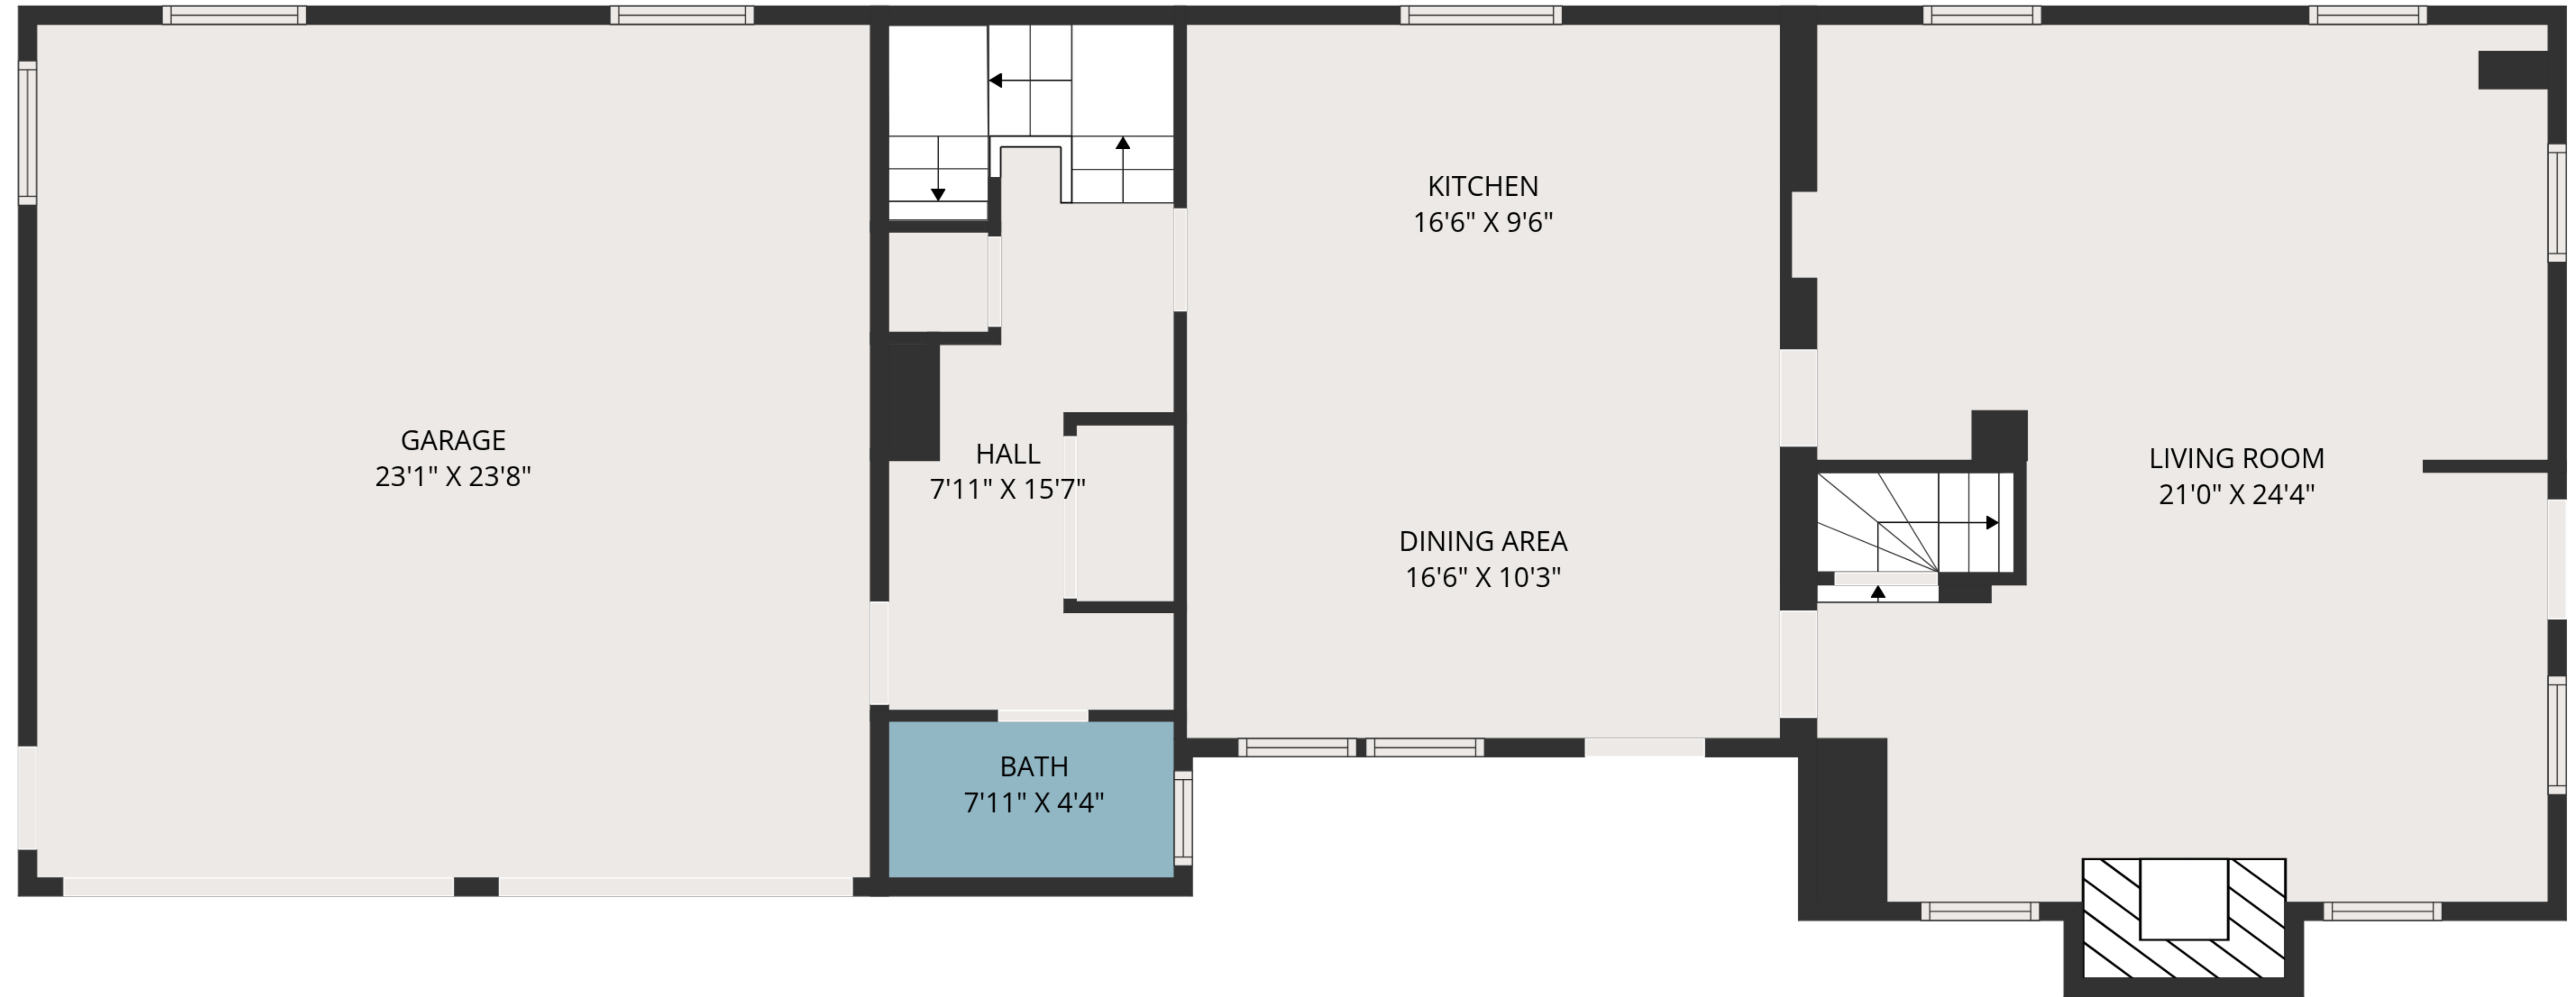 KITCHEN
16'6" X 9'6"
GARAGE
23'1" X 23'8"
HALL
7'11" X 15'7"
LIVING ROOM
21'0" X 24'4"
DINING AREA
16'6" X 10'3"
BATH
7'11" X 4'4"